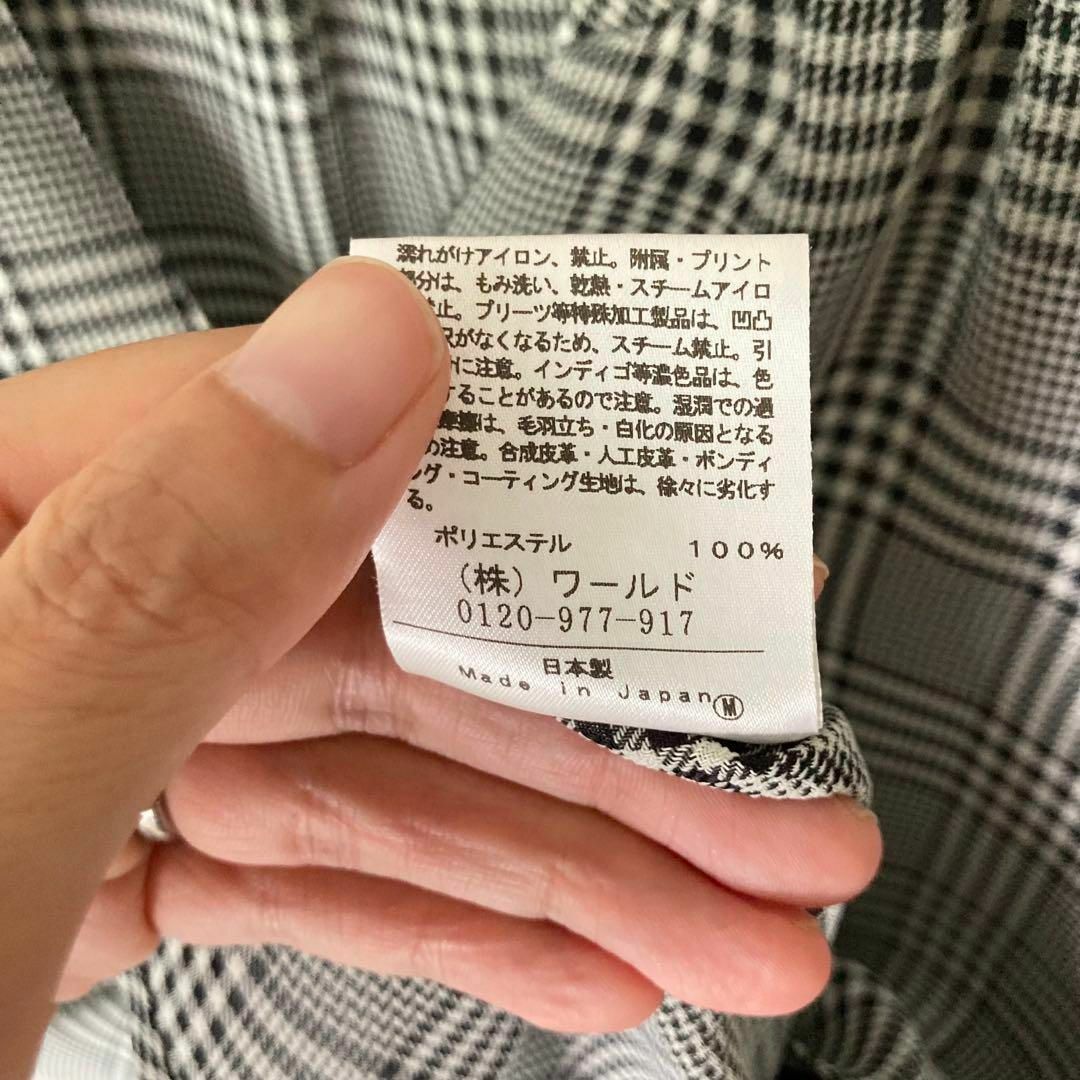 濡れがけアイロン、禁止。附属・プリント
部分は、もみ洗い、乾熱・スチームアイロ
禁止。プリーツ等特殊加工製品は、凹凸
がなくなるため、スチーム禁止。引
に注意。インディゴ等濃色品は、色
することがあるので注意。湿潤での過
摩擦は、毛羽立ち・白化の原因となる
の注意。合成皮革・人工皮革・ボンディ
ング・コーティング生地は、徐々に劣化す
る。
ポリエステル 100%
(株) ワールド
0120-977-917
日本製
Made in Japan Ⓜ